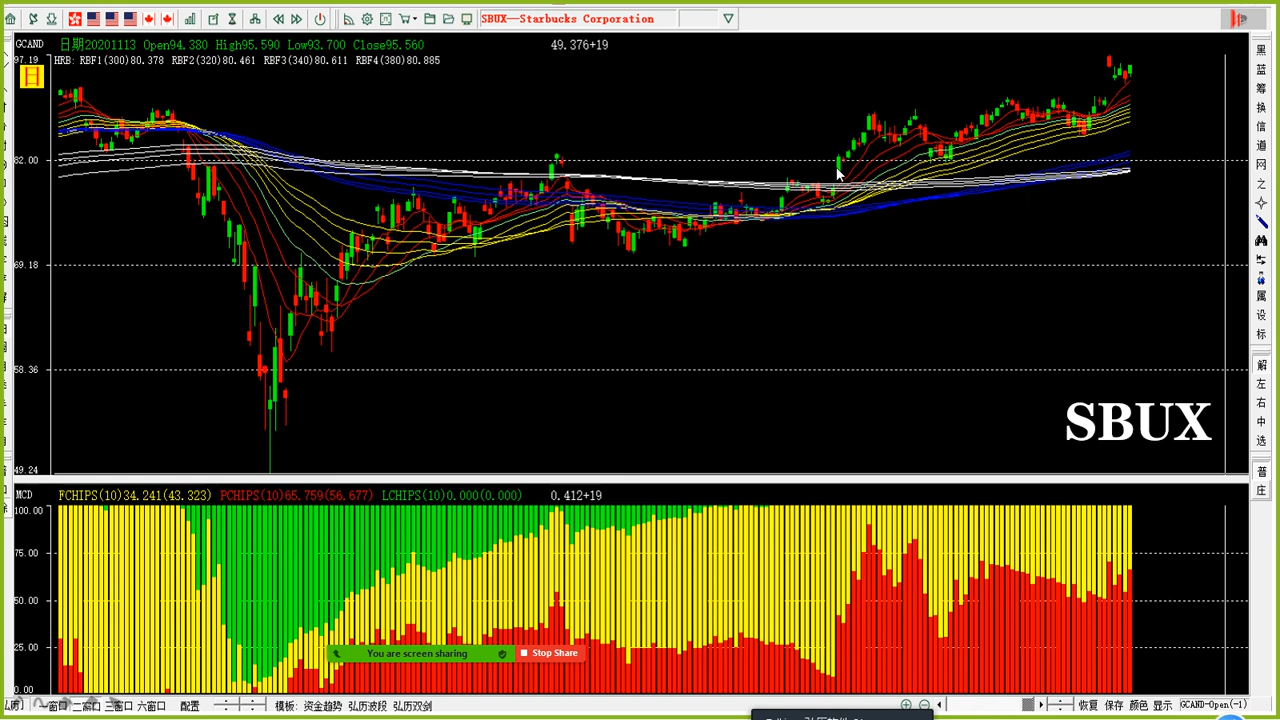 SBUX—Starbucks Corporation
GCAND 日期20201113 Open94.380 High95.590 Low93.700 Close95.560 49.376+19
97.19 HRB: RBF1(300)80.378 RBF2(320)80.461 RBF3(340)80.611 RBF4(380)80.885
日
82.00
69.18
58.36
49.24
SBUX
MCD FCHIPS(10)34.241(43.323) PCHIPS(10)65.759(56.677) LCHIPS(10)0.000(0.000) 0.412+19
100.00
75.00
50.00
25.00
0.00
You are screen sharing Stop Share
一窗口 二窗口 三窗口 六窗口 配置 模板: 资金趋势 弘历波段 弘历双剑 恢复 保存 颜色 显示 GCAND-Open(-1)
黑
蓝
筹
换
信
道
网
之
属
设
标
解
左
右
中
选
普
庄